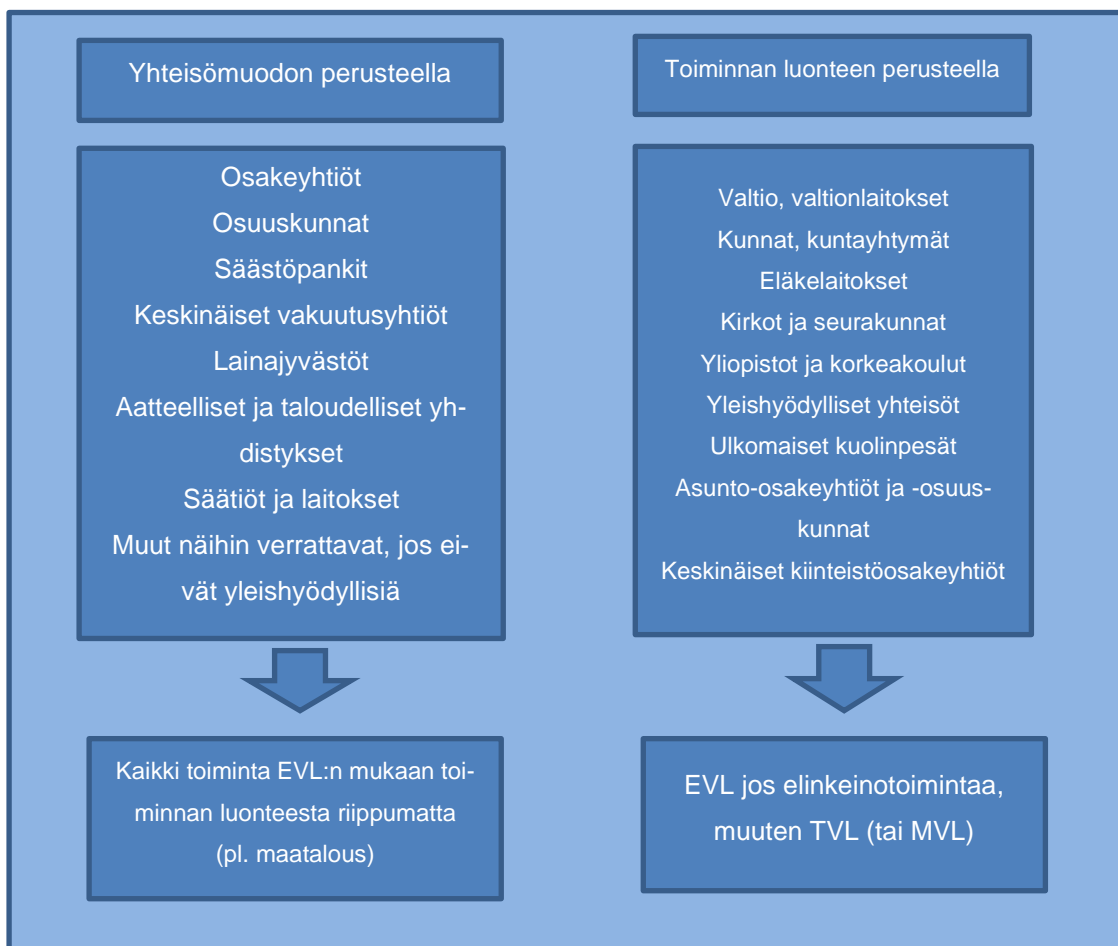 Yhteisömuodon perusteella
Osakeyhtiöt
Osuuskunnat
Säästöpankit
Keskinäiset vakuutusyhtiöt
Lainajyvästöt
Aatteelliset ja taloudelliset yh-
distykset
Säätiöt ja laitokset
Muut näihin verrattavat, jos ei-
vät yleishyödyllisiä
Kaikki toiminta EVL:n mukaan toi-
minnan luonteesta riippumatta
(pl. maatalous)
Toiminnan luonteen perusteella
Valtio, valtionlaitokset
Kunnat, kuntayhtymät
Eläkelaitokset
Kirkot ja seurakunnat
Yliopistot ja korkeakoulut
Yleishyödylliset yhteisöt
Ulkomaiset kuolinpesät
Asunto-osakeyhtiöt ja -osuus-
kunnat
Keskinäiset kiinteistöosakeyhtiöt
EVL jos elinkeinotoimintaa,
muuten TVL (tai MVL)